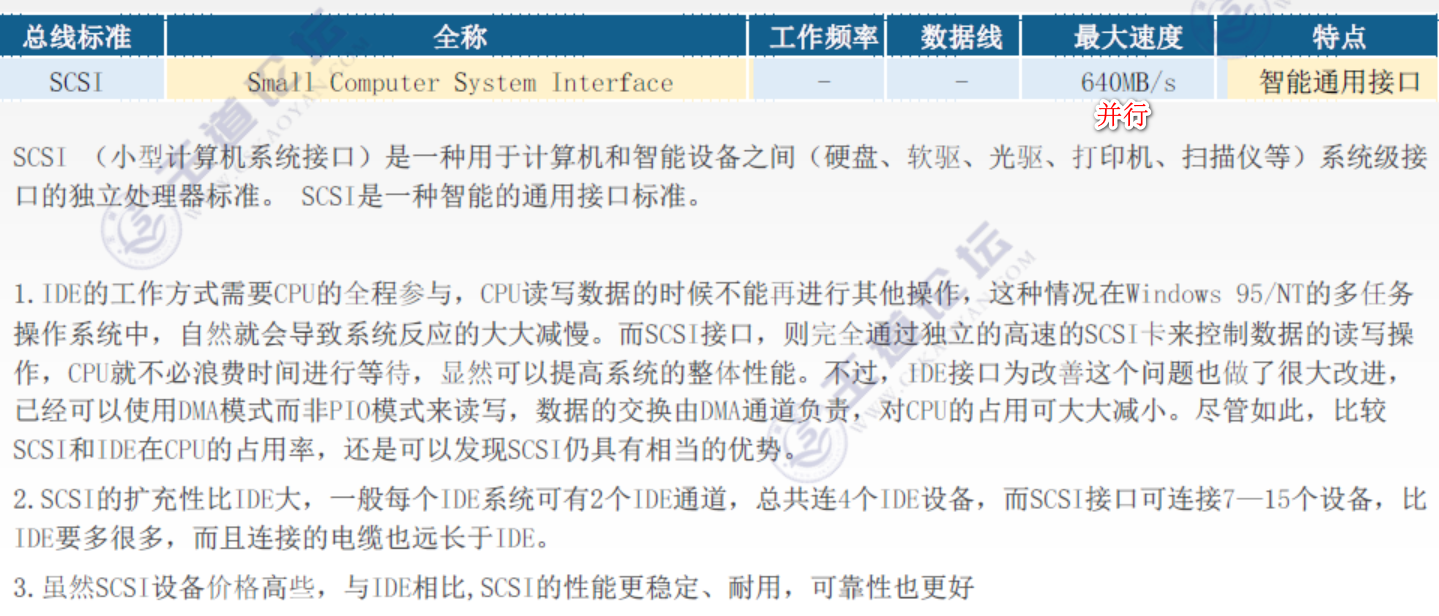 总线标准 全称 工作频率 数据线 最大速度 特点
SCSI Small Computer System Interface - - 640MB/s 智能通用接口
并行
SCSI （小型计算机系统接口）是一种用于计算机和智能设备之间（硬盘、软驱、光驱、打印机、扫描仪等）系统级接
口的独立处理器标准。 SCSI是一种智能的通用接口标准。
1.IDE的工作方式需要CPU的全程参与，CPU读写数据的时候不能再进行其他操作，这种情况在Windows 95/NT的多任务
操作系统中，自然就会导致系统反应的大大减慢。而SCSI接口，则完全通过独立的高速的SCSI卡来控制数据的读写操
作，CPU就不必浪费时间进行等待，显然可以提高系统的整体性能。不过，IDE接口为改善这个问题也做了很大改进，
已经可以使用DMA模式而非PIO模式来读写，数据的交换由DMA通道负责，对CPU的占用可大大减小。尽管如此，比较
SCSI和IDE在CPU的占用率，还是可以发现SCSI仍具有相当的优势。
2.SCSI的扩充性比IDE大，一般每个IDE系统可有2个IDE通道，总共连4个IDE设备，而SCSI接口可连接7—15个设备，比
IDE要多很多，而且连接的电缆也远长于IDE。
3.虽然SCSI设备价格高些，与IDE相比,SCSI的性能更稳定、耐用，可靠性也更好